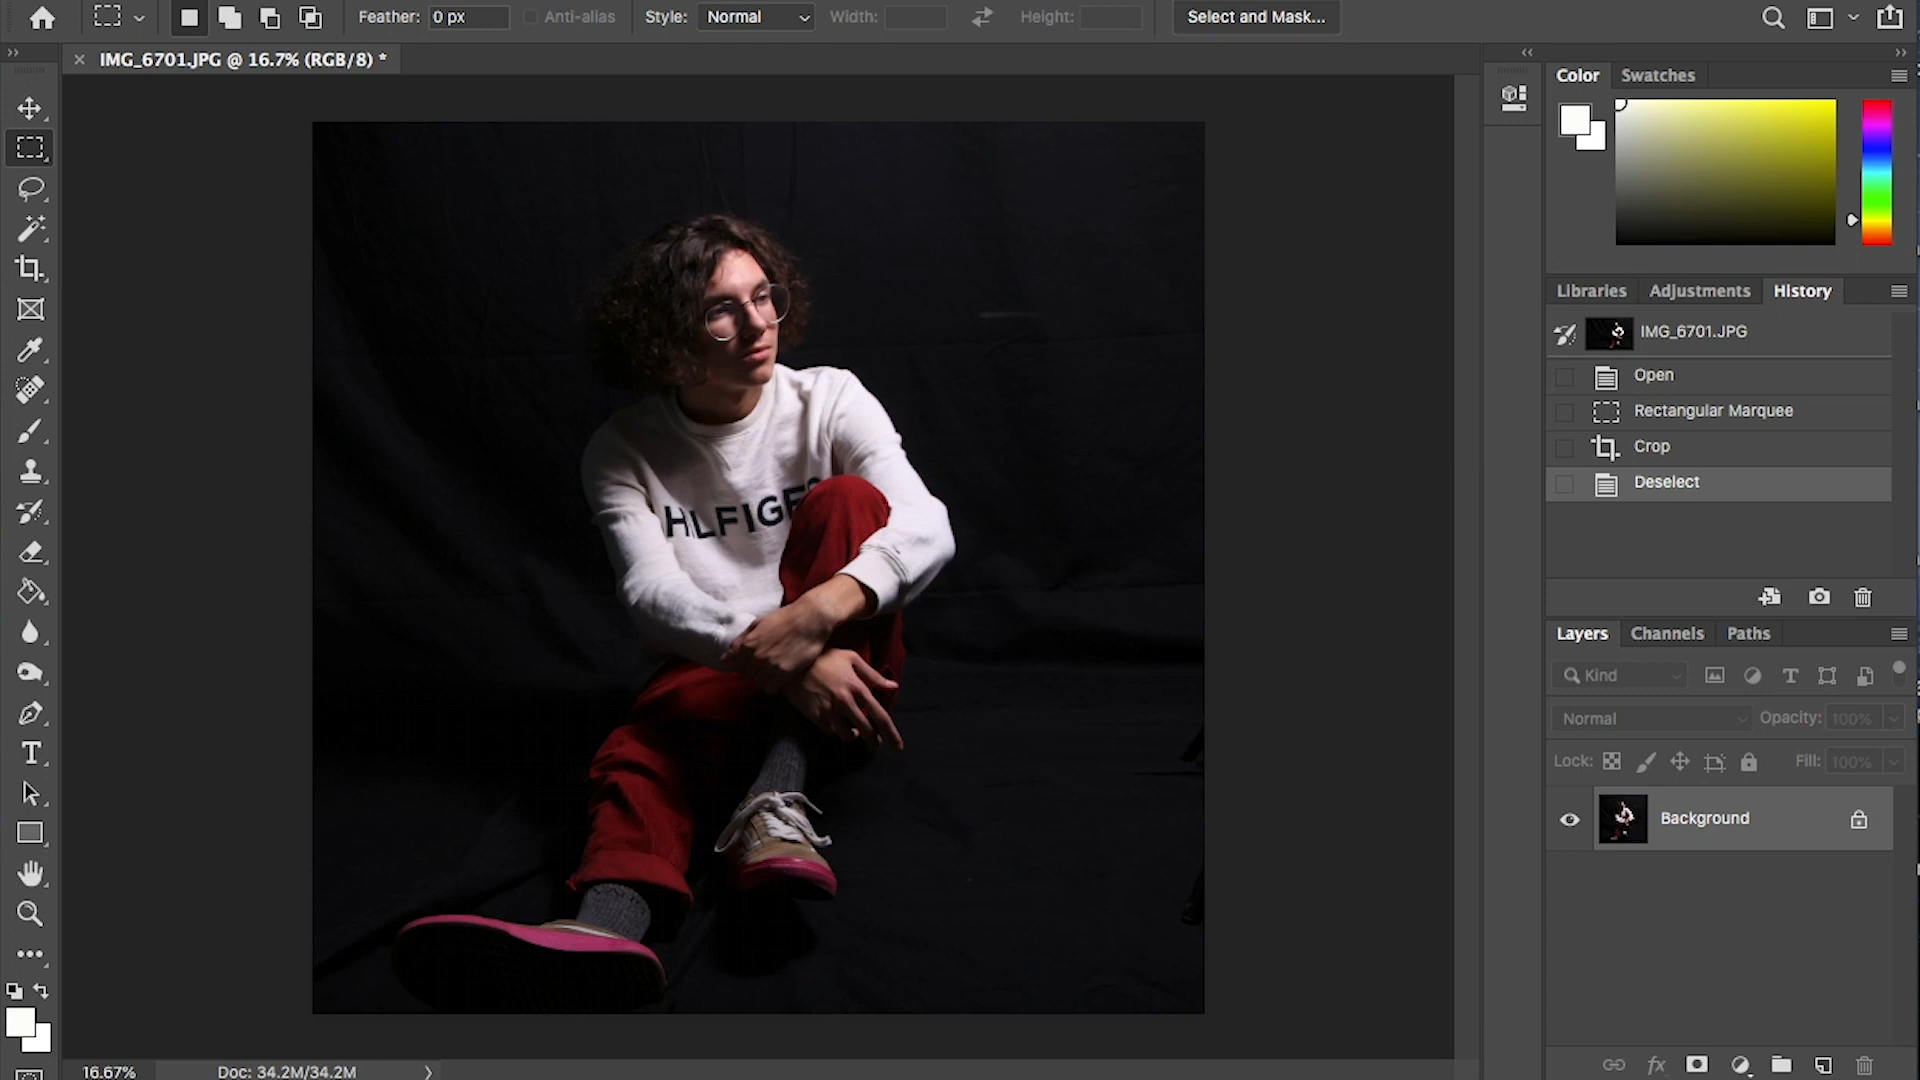 Feather: 0 px Anti-alias Style: Normal Width: Height: Select and Mask...
IMG_6701.JPG @ 16.7% (RGB/8) *
Color Swatches
Libraries Adjustments History
IMG_6701.JPG
Open
Rectangular Marquee
Crop
Deselect
HLFIGE
Layers Channels Paths
Kind
Normal Opacity: 100%
Lock: Fill: 100%
Background
fx
16.67% Doc: 34.2M/34.2M